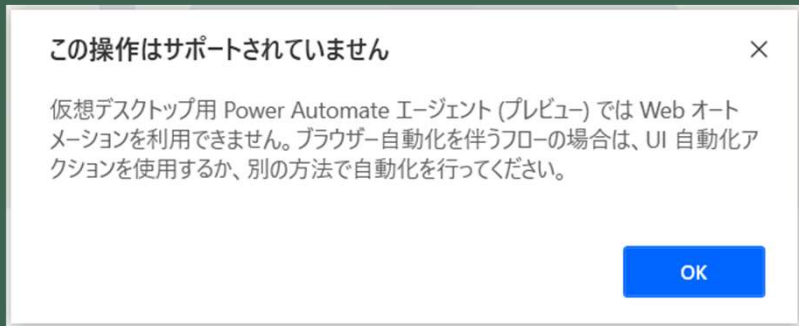 この操作はサポートされていません
仮想デスクトップ用 Power Automate エージェント (プレビュー) では Web オート
メーションを利用できません。ブラウザー自動化を伴うフローの場合は、UI 自動化ア
クションを使用するか、別の方法で自動化を行ってください。
OK